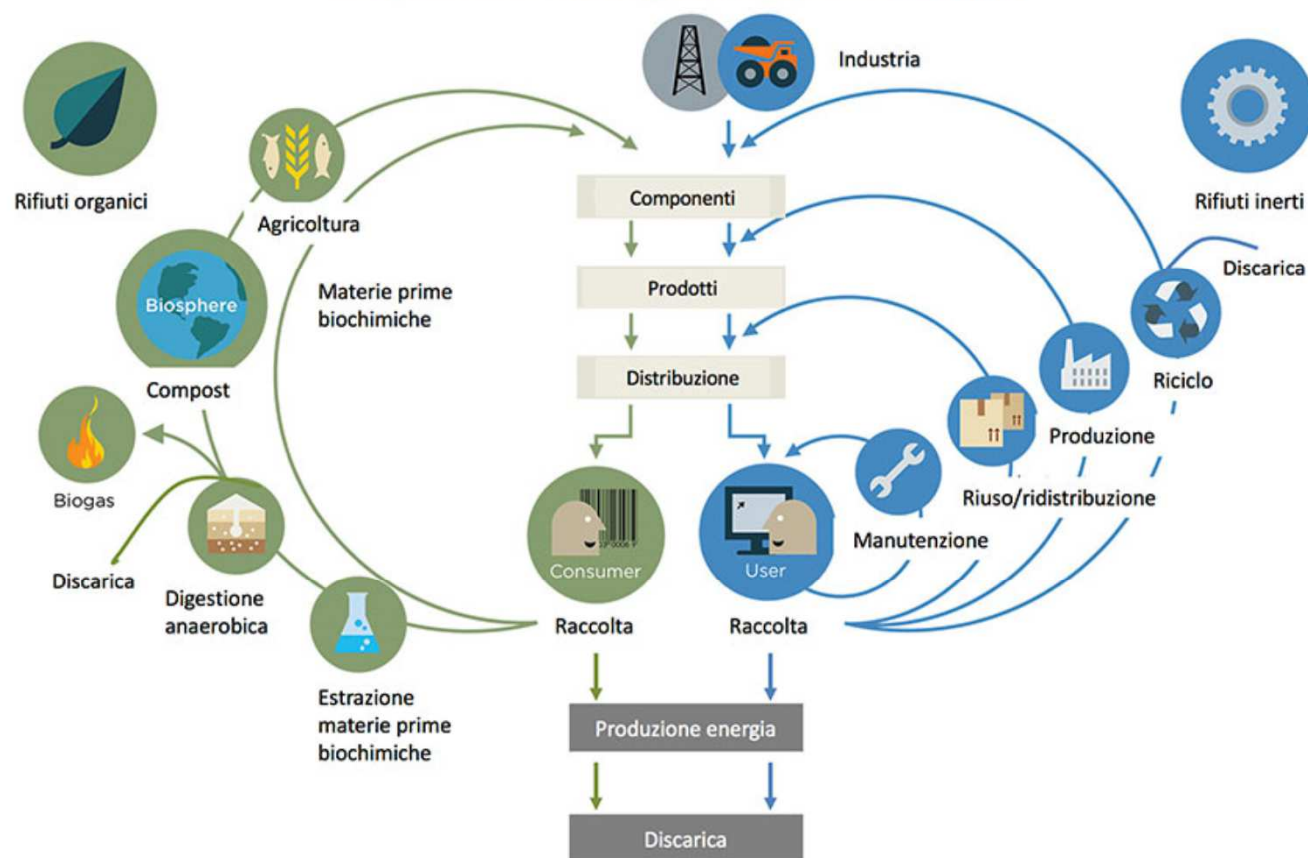 Industria
Rifiuti organici
Rifiuti inerti
Agricoltura
Componenti
Discarica
Biosphere
Materie prime
biochimiche
Prodotti
Compost
Distribuzione
Riciclo
Produzione
Biogas
Riuso/ridistribuzione
Manutenzione
Consumer
User
Discarica
Digestione
anaerobica
Raccolta
Raccolta
Estrazione
materie prime
biochimiche
Produzione energia
Discarica